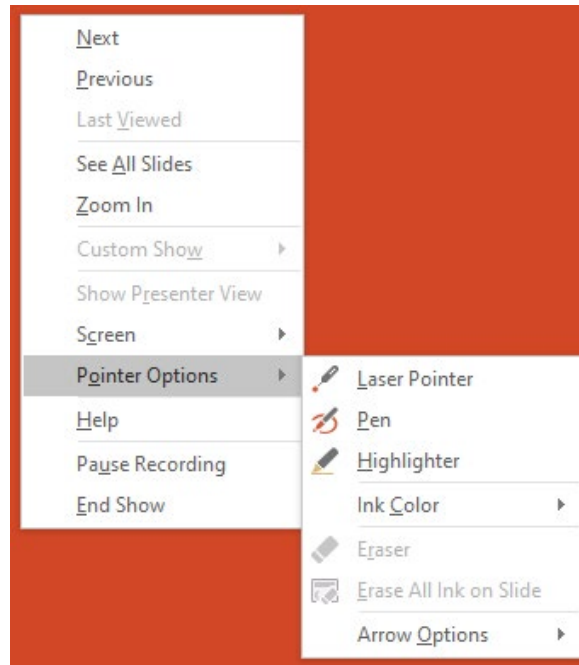 Next
Previous
Last Viewed
See All Slides
Zoom In
Custom Show
Show Presenter View
Screen
Pointer Options
Help
Pause Recording
End Show
Laser Pointer
Pen
Highlighter
Ink Color
Eraser
Erase All Ink on Slide
Arrow Options